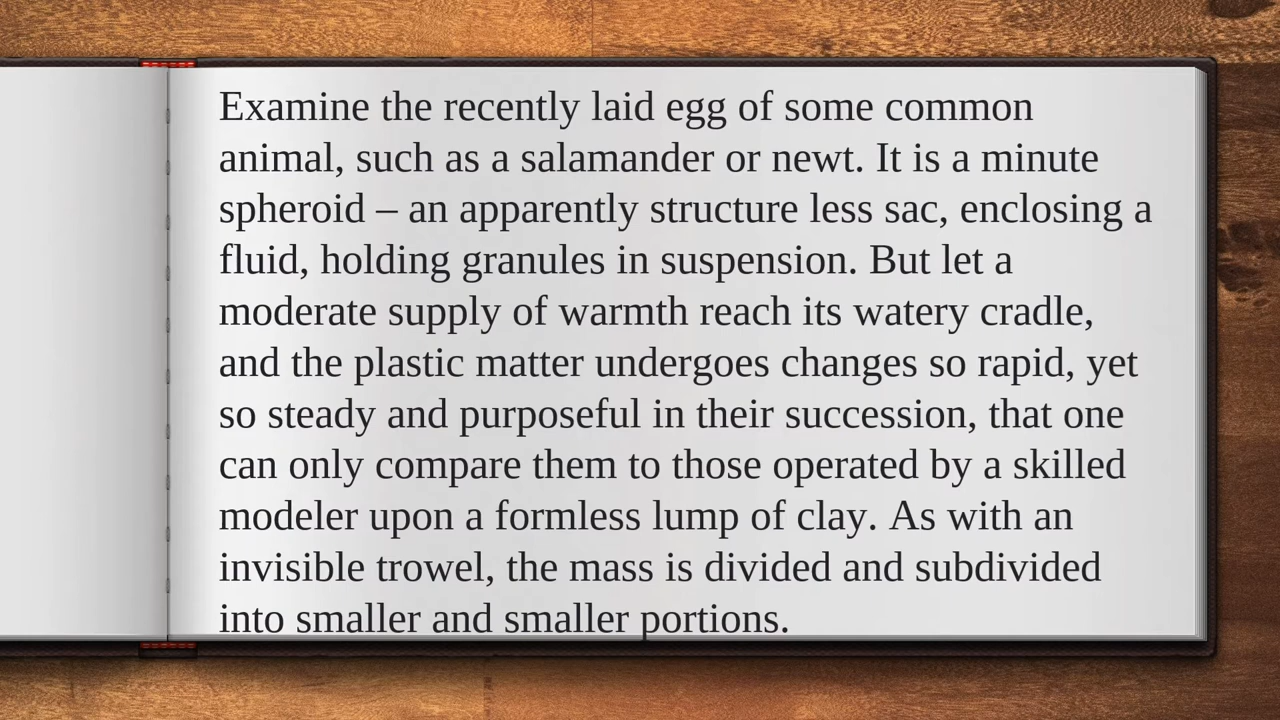 Examine the recently laid egg of some common
animal, such as a salamander or newt. It is a minute
spheroid – an apparently structure less sac, enclosing a
fluid, holding granules in suspension. But let a
moderate supply of warmth reach its watery cradle,
and the plastic matter undergoes changes so rapid, yet
so steady and purposeful in their succession, that one
can only compare them to those operated by a skilled
modeler upon a formless lump of clay. As with an
invisible trowel, the mass is divided and subdivided
into smaller and smaller portions.